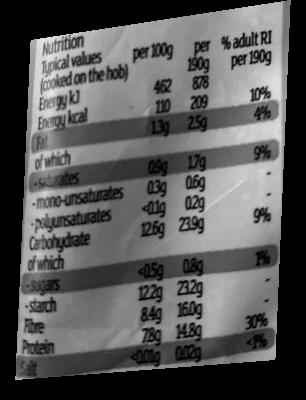 Nutrition
Typical values per 100g per 190g % adult RI per 190g
(cooked on the hob)
Energy kJ 462 878
Energy kcal 110 209 10%
Fat 1.3g 2.5g 4%
of which
- saturates 0.9g 1.7g 9%
- mono-unsaturates 0.3g 0.6g -
- polyunsaturates <0.1g 0.2g -
Carbohydrate 12.6g 23.9g 9%
of which
- sugars <0.5g 0.8g 1%
- starch 12.2g 23.2g -
Fibre 8.4g 16.0g -
Protein 7.8g 14.8g 30%
Salt <0.01g 0.02g <1%